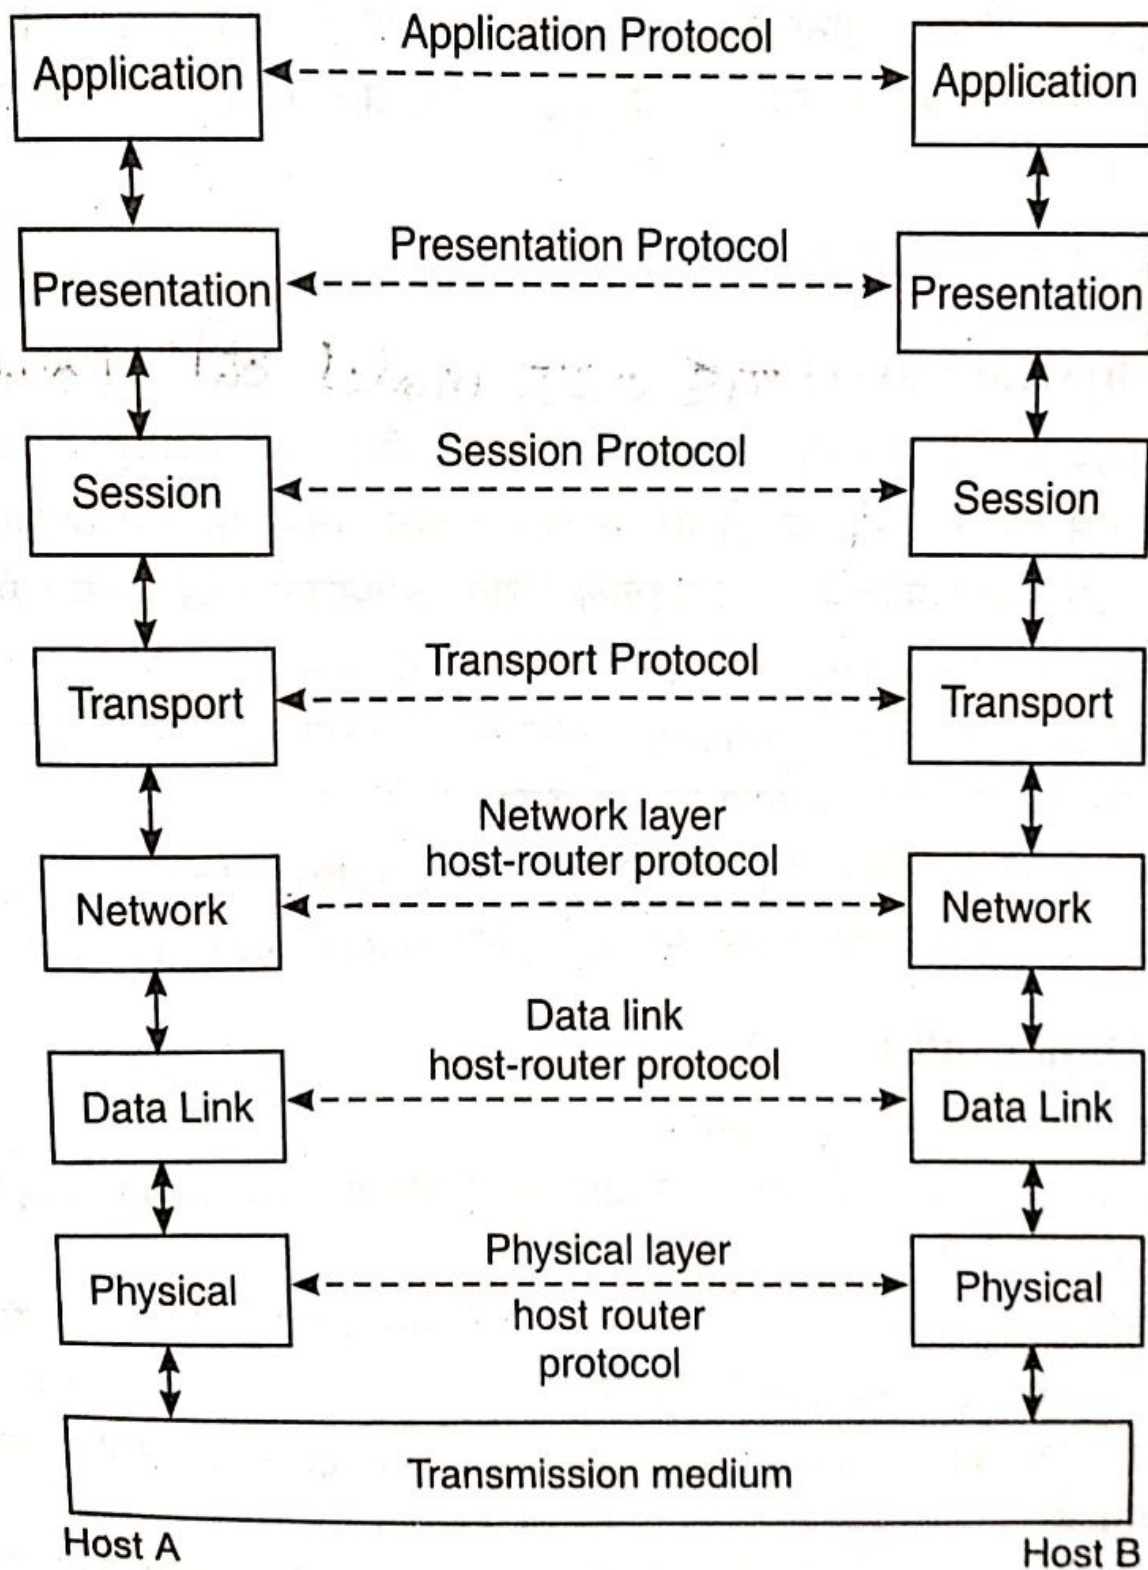 Application Protocol
Application
Application
Presentation Protocol
Presentation
Presentation
Session Protocol
Session
Session
Transport Protocol
Transport
Transport
Network layer
host-router protocol
Network
Network
Data link
host-router protocol
Data Link
Data Link
Physical layer
Physical
Physical
host router
protocol
Transmission medium
Host A
Host B